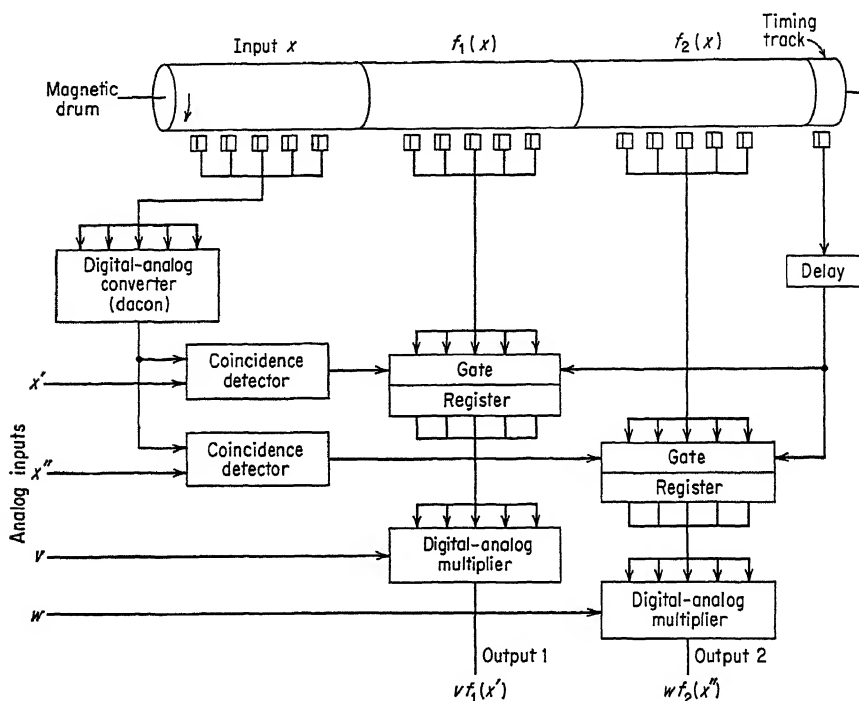 Input x
f₁(x)
f₂(x)
Timing
track
Magnetic
drum
Digital-analog
converter
(dacon)
Delay
Coincidence
detector
Gate
Register
x′
Coincidence
detector
Gate
Register
x″
Analog inputs
Digital-analog
multiplier
v
Digital-analog
multiplier
w
Output 1
Output 2
vf₁(x′)
wf₂(x″)